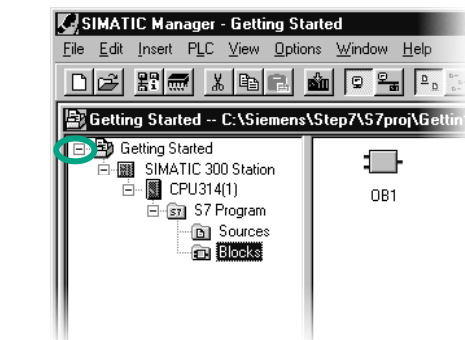 SIMATIC Manager - Getting Started
File Edit Insert PLC View Options Window Help
Getting Started -- C:\Siemens\Step7\S7proj\Gettin
Getting Started
SIMATIC 300 Station
CPU314(1)
S7 Program
Sources
Blocks
OB1